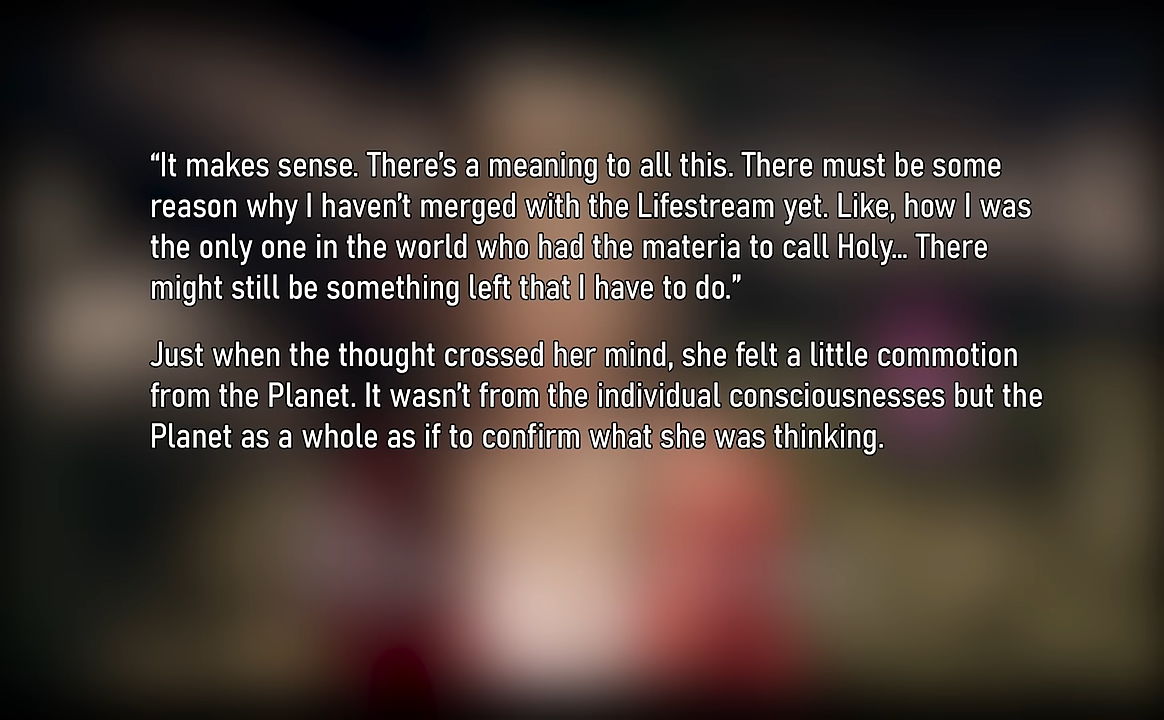 “It makes sense. There’s a meaning to all this. There must be some
reason why I haven’t merged with the Lifestream yet. Like, how I was
the only one in the world who had the materia to call Holy... There
might still be something left that I have to do.”
Just when the thought crossed her mind, she felt a little commotion
from the Planet. It wasn’t from the individual consciousnesses but the
Planet as a whole as if to confirm what she was thinking.